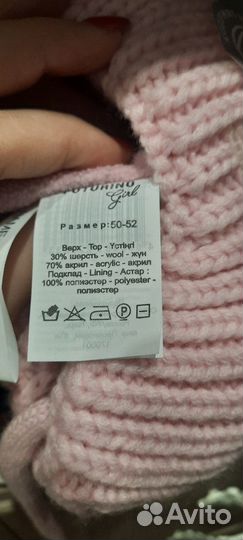 FUTURINO
Girl
Размер:50-52
Верх - Top - Үстіңгі
30% шерсть - wool - жүн
70% акрил - acrylic - акрил
Подклад - Lining - Астар :
100% полиэстер - polyester -
полиэстер
P
Avito